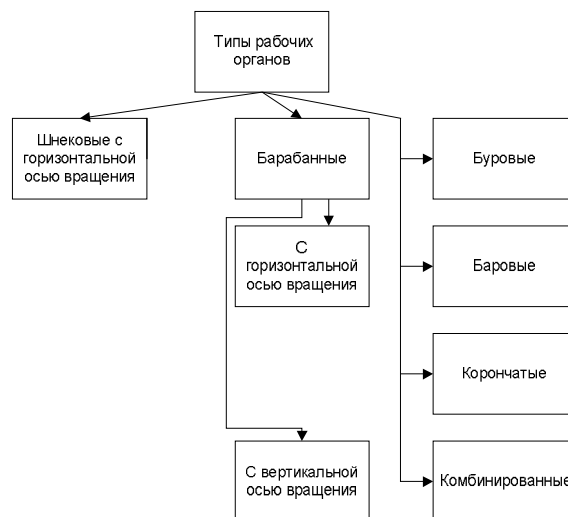 Типы рабочих
органов
Шнековые с
горизонтальной
осью вращения
Барабанные
Буровые
С
горизонтальной
осью вращения
Баровые
Корончатые
С вертикальной
осью вращения
Комбинированные